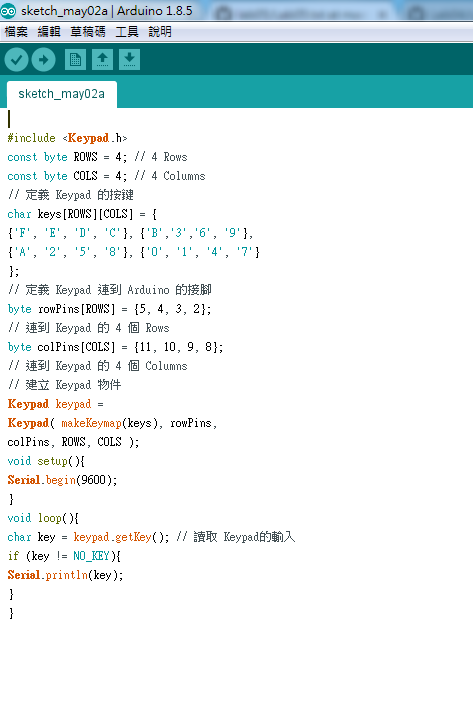 sketch_may02a | Arduino 1.8.5
檔案 編輯 草稿碼 工具 說明
sketch_may02a
#include <Keypad.h>
const byte ROWS = 4; // 4 Rows
const byte COLS = 4; // 4 Columns
// 定義 Keypad 的按鍵
char keys[ROWS][COLS] = {
{'F', 'E', 'D', 'C'}, {'B','3','6', '9'},
{'A', '2', '5', '8'}, {'0', '1', '4', '7'}
};
// 定義 Keypad 連到 Arduino 的接腳
byte rowPins[ROWS] = {5, 4, 3, 2};
// 連到 Keypad 的 4 個 Rows
byte colPins[COLS] = {11, 10, 9, 8};
// 連到 Keypad 的 4 個 Columns
// 建立 Keypad 物件
Keypad keypad =
Keypad( makeKeymap(keys), rowPins,
colPins, ROWS, COLS );
void setup(){
Serial.begin(9600);
}
void loop(){
char key = keypad.getKey(); // 讀取 Keypad的輸入
if (key != NO_KEY){
Serial.println(key);
}
}